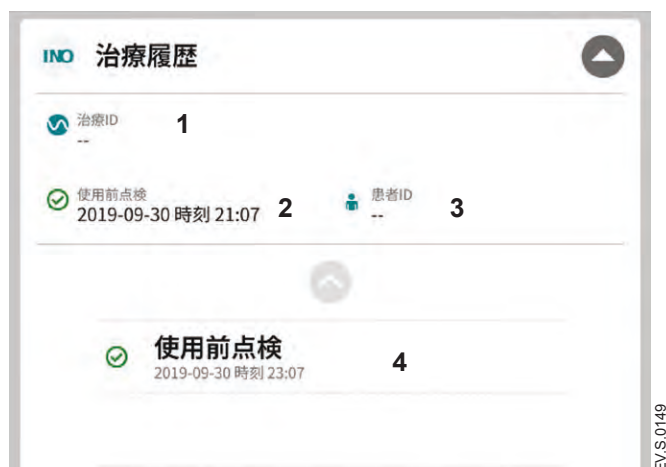 INO 治療履歴
治療ID 1
--
使用前点検
2019-09-30 時刻 21:07 2
患者ID
-- 3
使用前点検 4
2019-09-30 時刻 23:07
EV.S.0149